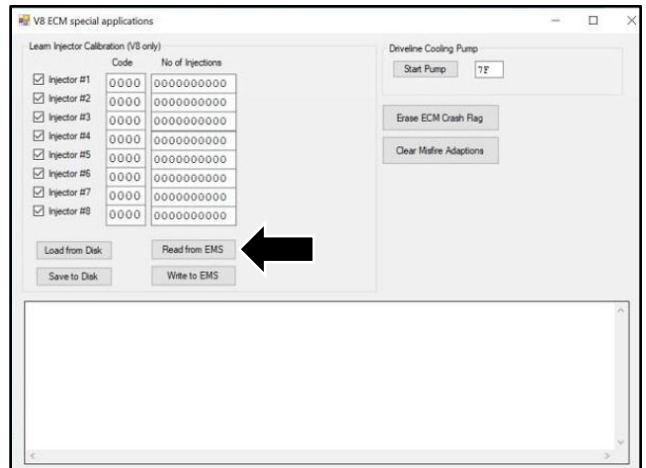 V8 ECM special applications
Learn Injector Calibration (V8 only)
Code No of Injections
Injector #1 0000 0000000000
Injector #2 0000 0000000000
Injector #3 0000 0000000000
Injector #4 0000 0000000000
Injector #5 0000 0000000000
Injector #6 0000 0000000000
Injector #7 0000 0000000000
Injector #8 0000 0000000000
Load from Disk Read from EMS
Save to Disk Write to EMS
Driveline Cooling Pump
Start Pump 7F
Erase ECM Crash Flag
Clear Misfire Adaptions